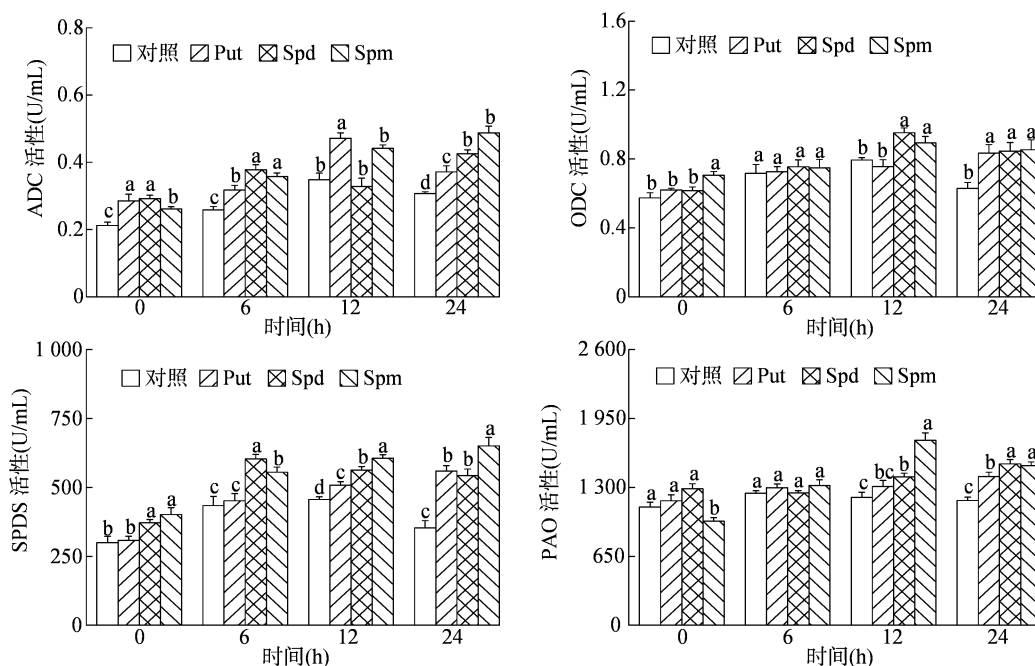 0.8
0.6
0.4
0.2
0
ADC 活性(U/mL)
对照 Put Spd Spm
c a a b
c b a a
b a b b
d c b b
0 6 12 24
时间(h)
1.6
1.2
0.8
0.4
0
ODC 活性(U/mL)
对照 Put Spd Spm
b b b a
a a a a
b b a a
b a a a
0 6 12 24
时间(h)
1 000
750
500
250
0
SPDS 活性(U/mL)
对照 Put Spd Spm
b b a a
c c a b
d c b a
c b b a
0 6 12 24
时间(h)
2 600
1 950
1 300
650
0
PAO 活性(U/mL)
对照 Put Spd Spm
a a a b
a a a a
c bc b a
c b a a
0 6 12 24
时间(h)